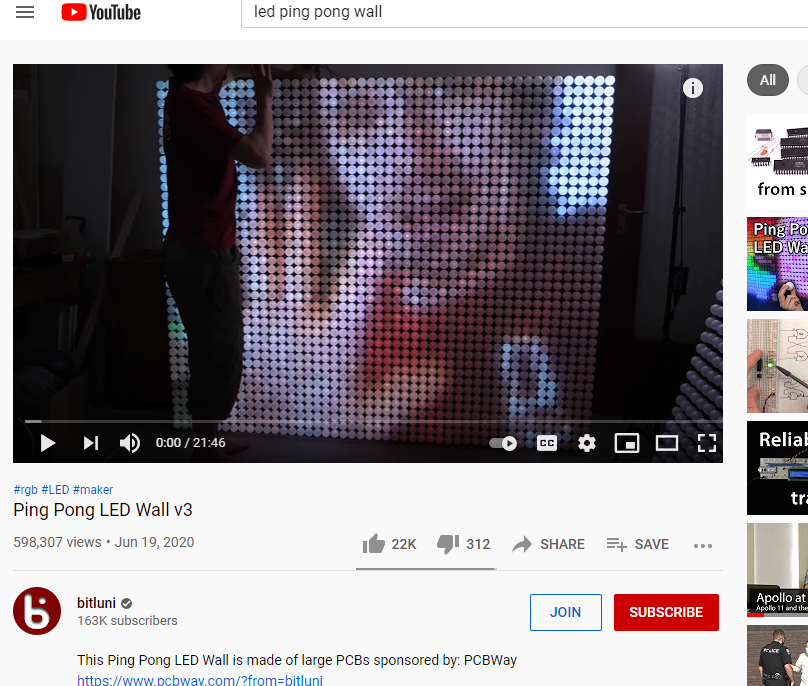 YouTube
led ping pong wall
All
from s
Ping Po
LED Wa
0:00 / 21:46
CC
Reliab
tra
#rgb #LED #maker
Ping Pong LED Wall v3
598,307 views • Jun 19, 2020
22K
312
SHARE
SAVE
Apollo at
Apollo 11 and the
bitluni
163K subscribers
JOIN
SUBSCRIBE
POLICE
This Ping Pong LED Wall is made of large PCBs sponsored by: PCBWay
https://www.pcbway.com/?from=bitluni